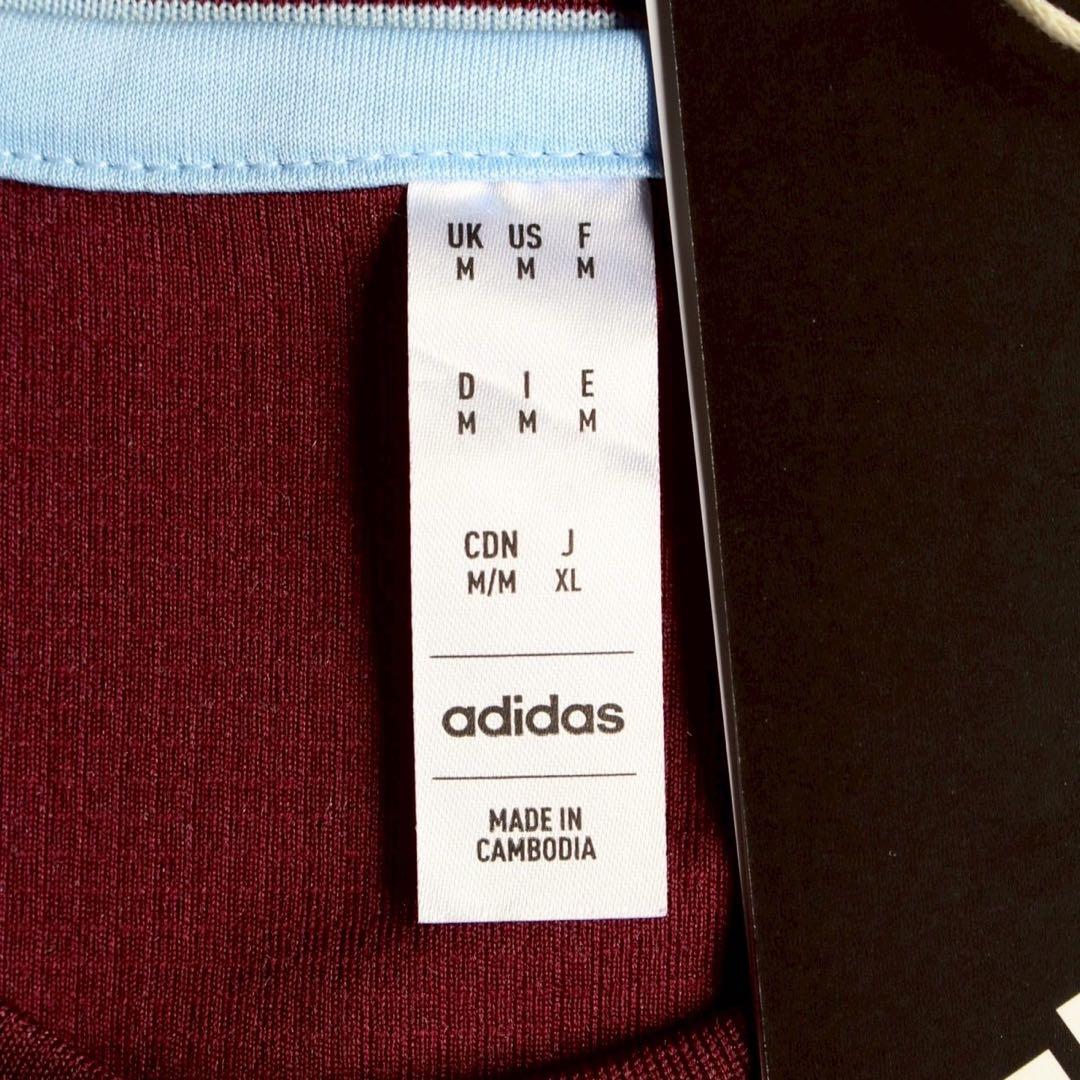 UK US F
M M M
D I E
M M M
CDN J
M/M XL
adidas
MADE IN
CAMBODIA